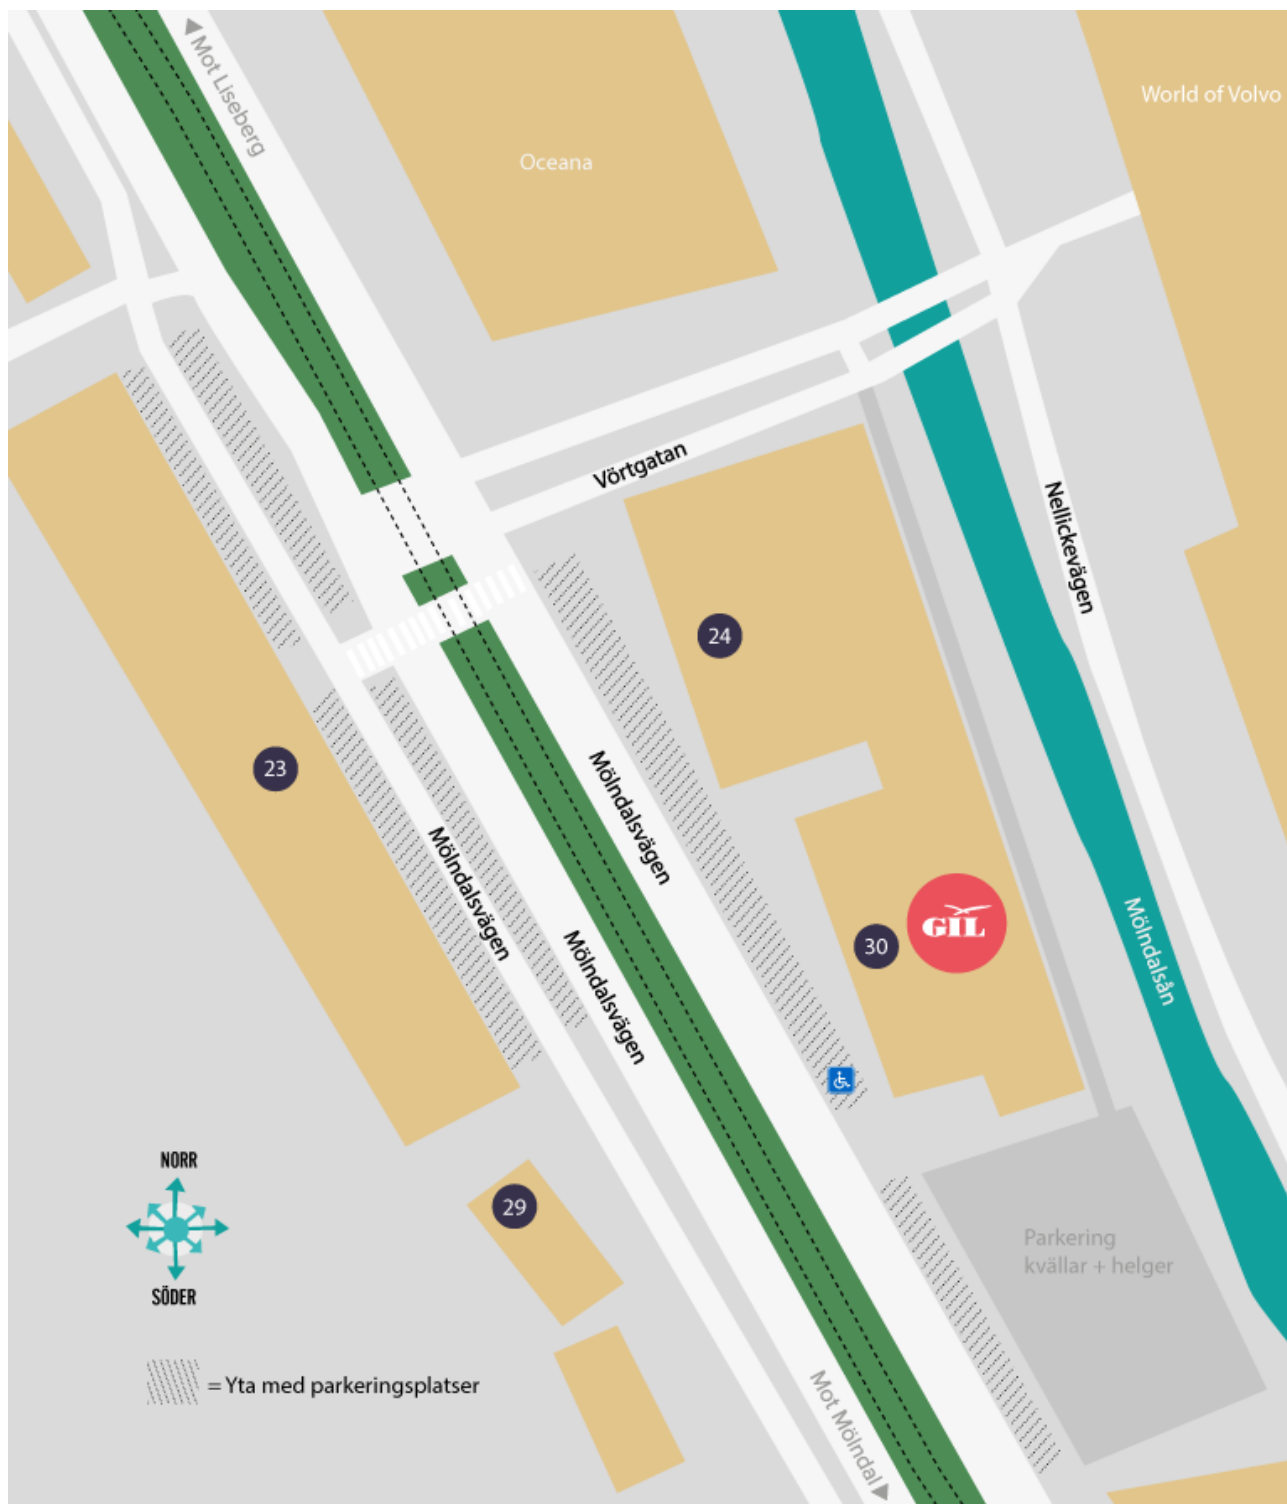 Mot Liseberg
World of Volvo
Oceana
Vörtgatan
Nellickevägen
24
23
Mölndalsvägen
Mölndalsvägen
Mölndalsvägen
GIL
30
Mölndalsån
NORR
SÖDER
29
Parkering
kvällar + helger
= Yta med parkeringsplatser
Mot Mölndal